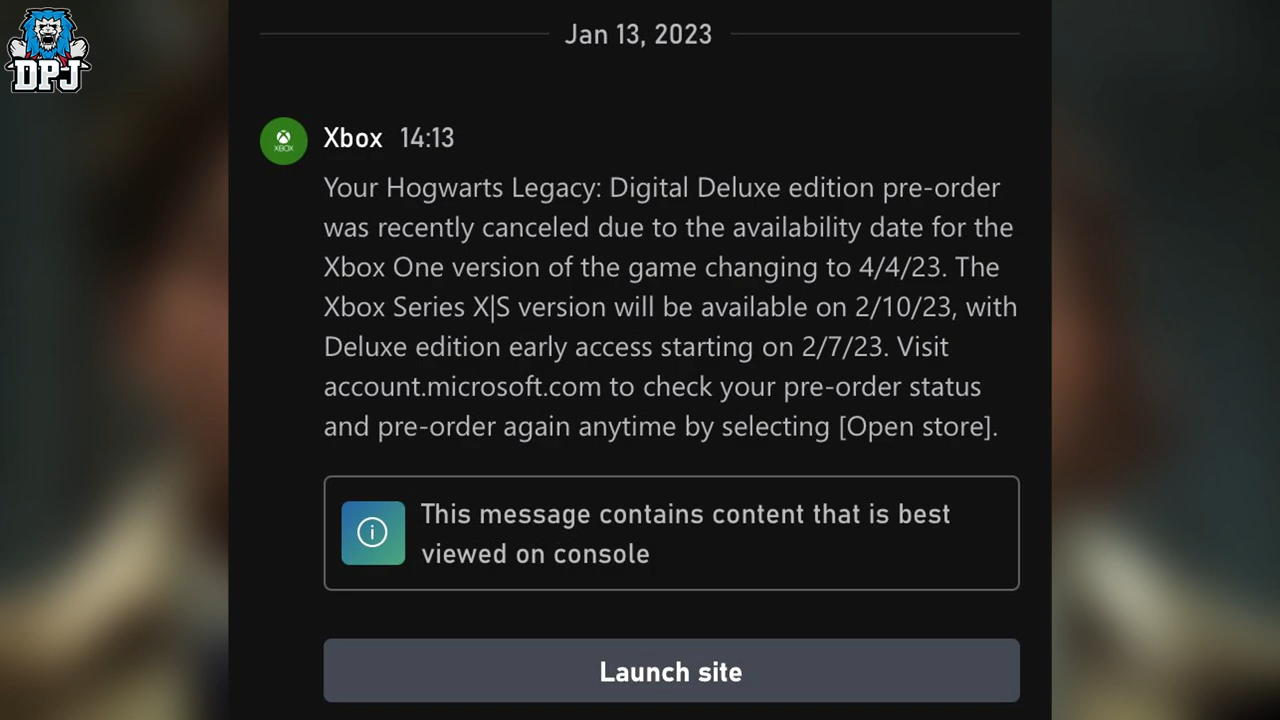 DPJ
Jan 13, 2023
XBOX
Xbox 14:13
Your Hogwarts Legacy: Digital Deluxe edition pre-order
was recently canceled due to the availability date for the
Xbox One version of the game changing to 4/4/23. The
Xbox Series X|S version will be available on 2/10/23, with
Deluxe edition early access starting on 2/7/23. Visit
account.microsoft.com to check your pre-order status
and pre-order again anytime by selecting [Open store].
This message contains content that is best
viewed on console
Launch site